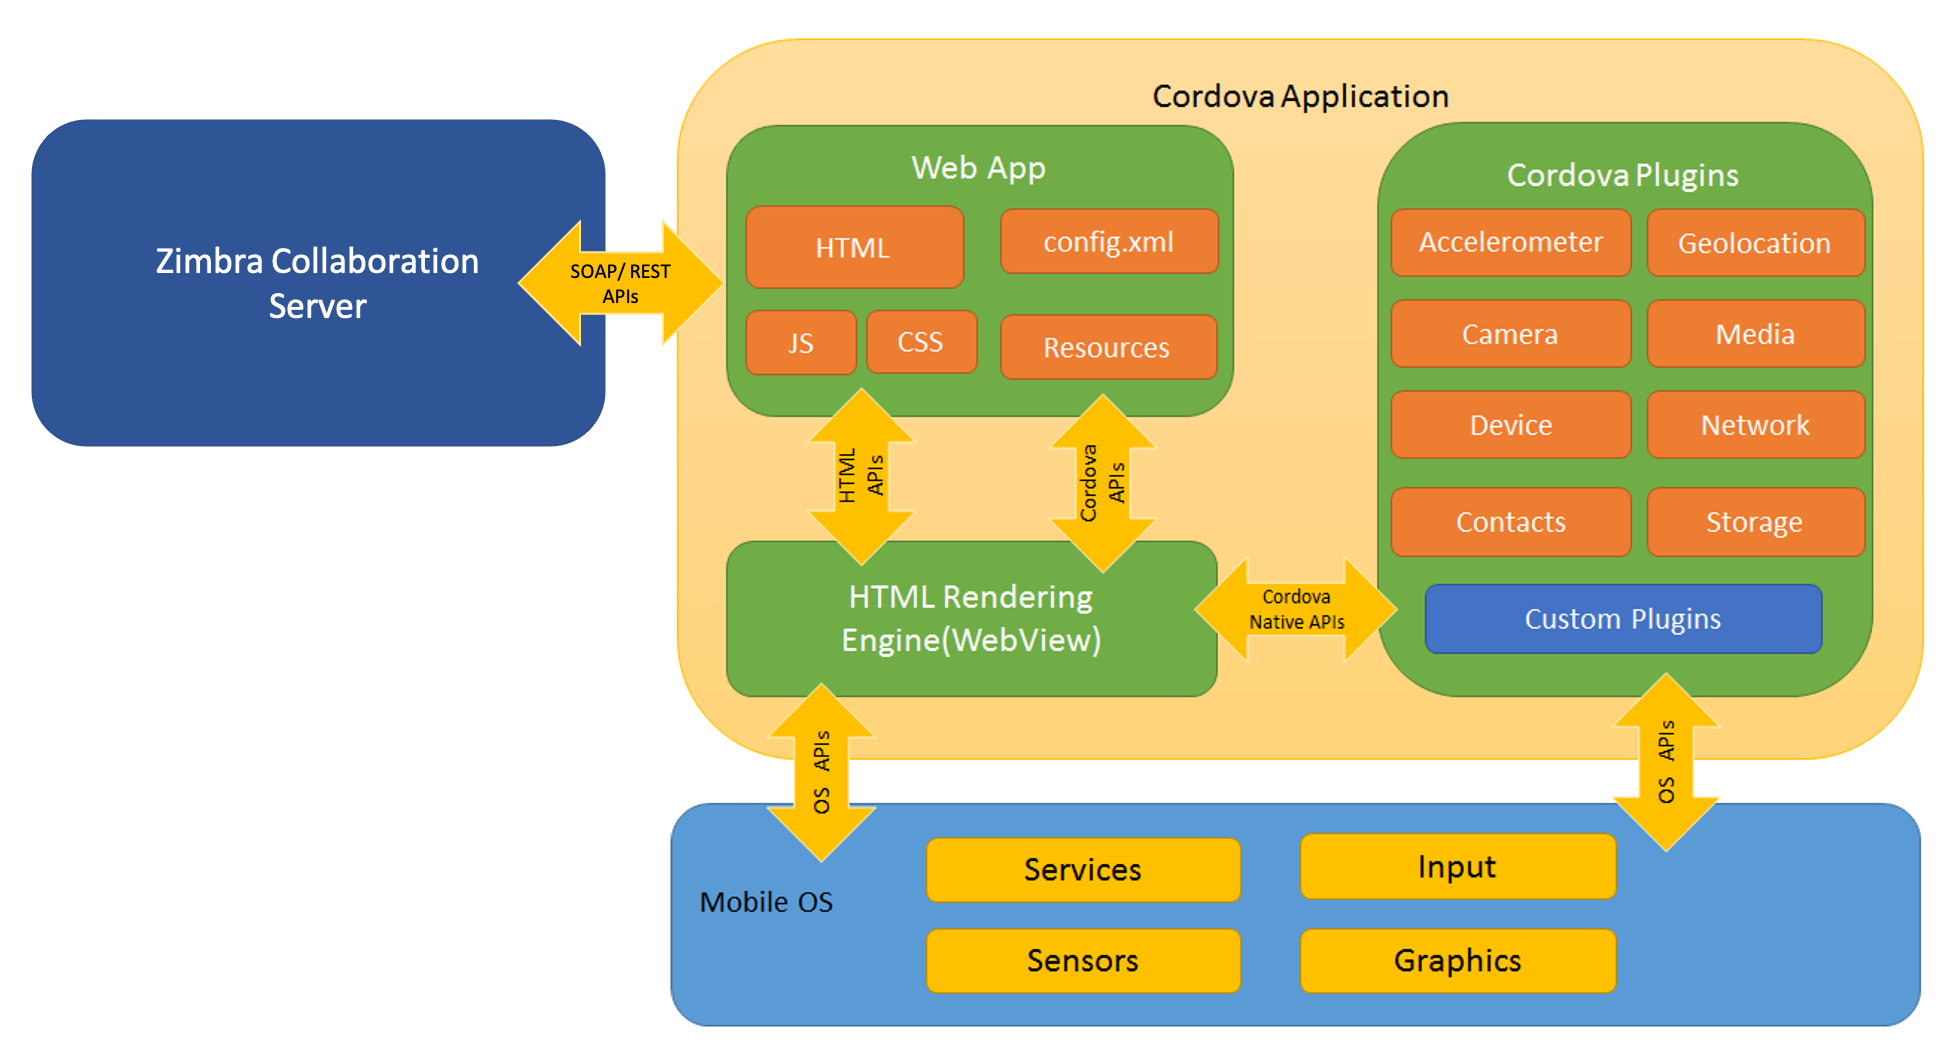 Cordova Application
Zimbra Collaboration
Server
SOAP/ REST
APIs
Web App
HTML
config.xml
JS
CSS
Resources
HTML
APIs
Cordova
APIs
HTML Rendering
Engine(WebView)
Cordova
Native APIs
Cordova Plugins
Accelerometer
Geolocation
Camera
Media
Device
Network
Contacts
Storage
Custom Plugins
OS APIs
OS APIs
Mobile OS
Services
Input
Sensors
Graphics